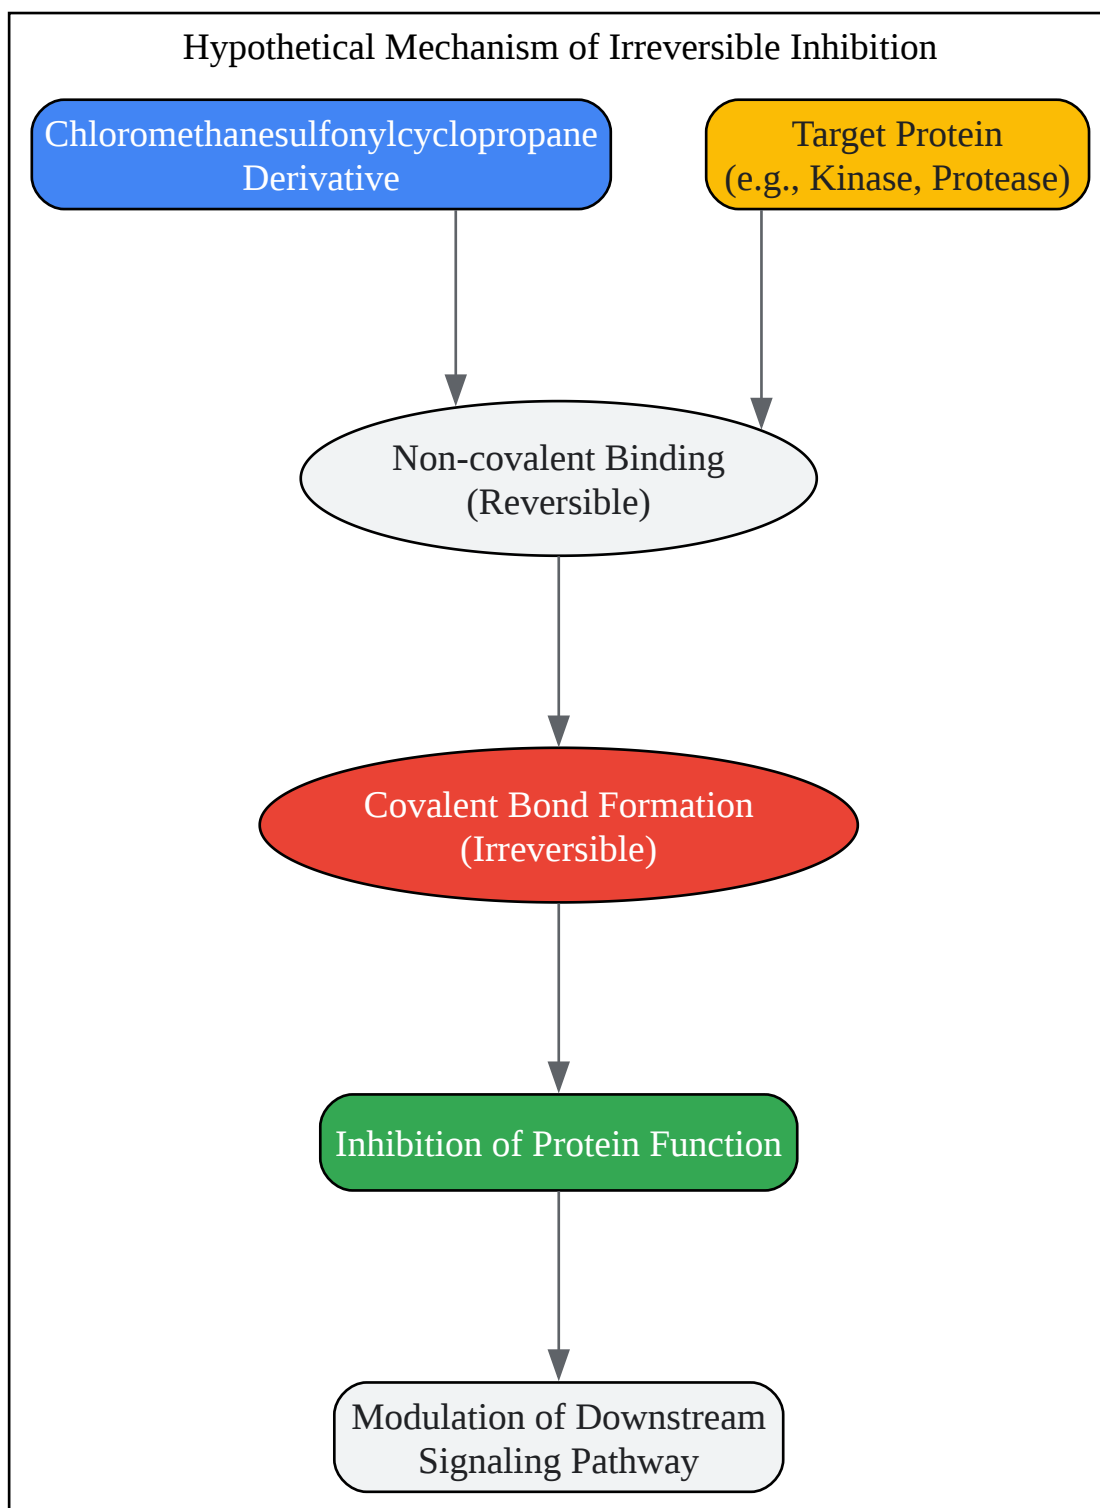 Hypothetical Mechanism of Irreversible Inhibition
Chloromethanesulfonylcyclopropane
Derivative
Target Protein
(e.g., Kinase, Protease)
Non-covalent Binding
(Reversible)
Covalent Bond Formation
(Irreversible)
Inhibition of Protein Function
Modulation of Downstream
Signaling Pathway